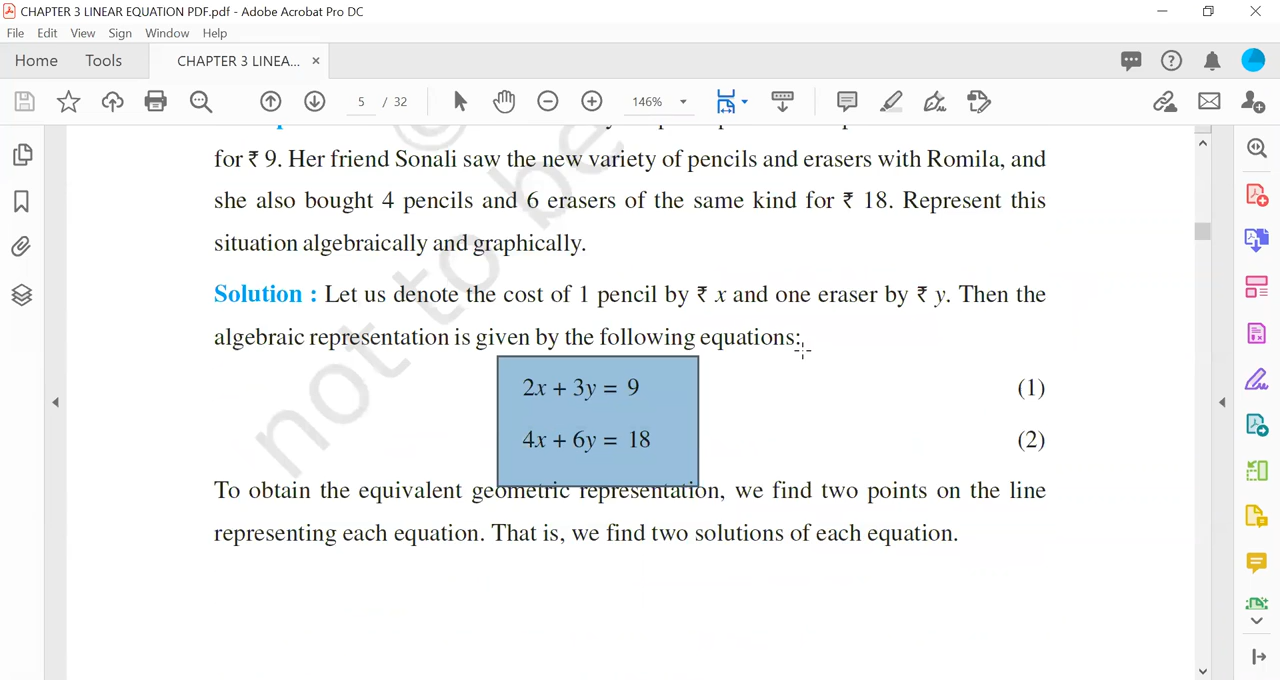 CHAPTER 3 LINEAR EQUATION PDF.pdf - Adobe Acrobat Pro DC
File Edit View Sign Window Help
Home Tools CHAPTER 3 LINEA... ×
5 / 32 146%
for ₹ 9. Her friend Sonali saw the new variety of pencils and erasers with Romila, and
she also bought 4 pencils and 6 erasers of the same kind for ₹ 18. Represent this
situation algebraically and graphically.
Solution : Let us denote the cost of 1 pencil by ₹ x and one eraser by ₹ y. Then the
algebraic representation is given by the following equations:
2x + 3y = 9 (1)
4x + 6y = 18 (2)
To obtain the equivalent geometric representation, we find two points on the line
representing each equation. That is, we find two solutions of each equation.
not to be